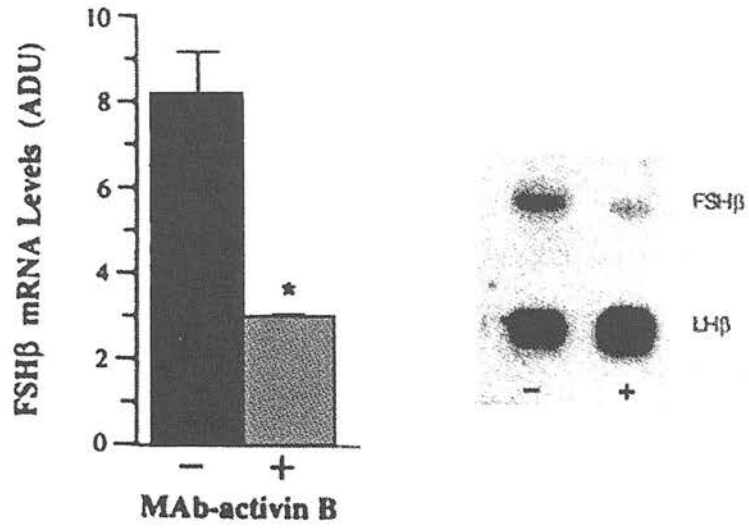 FSHβ mRNA Levels (ADU)
10
8
6
4
2
0
*
− +
MAb-activin B
FSHβ
LHβ
− +